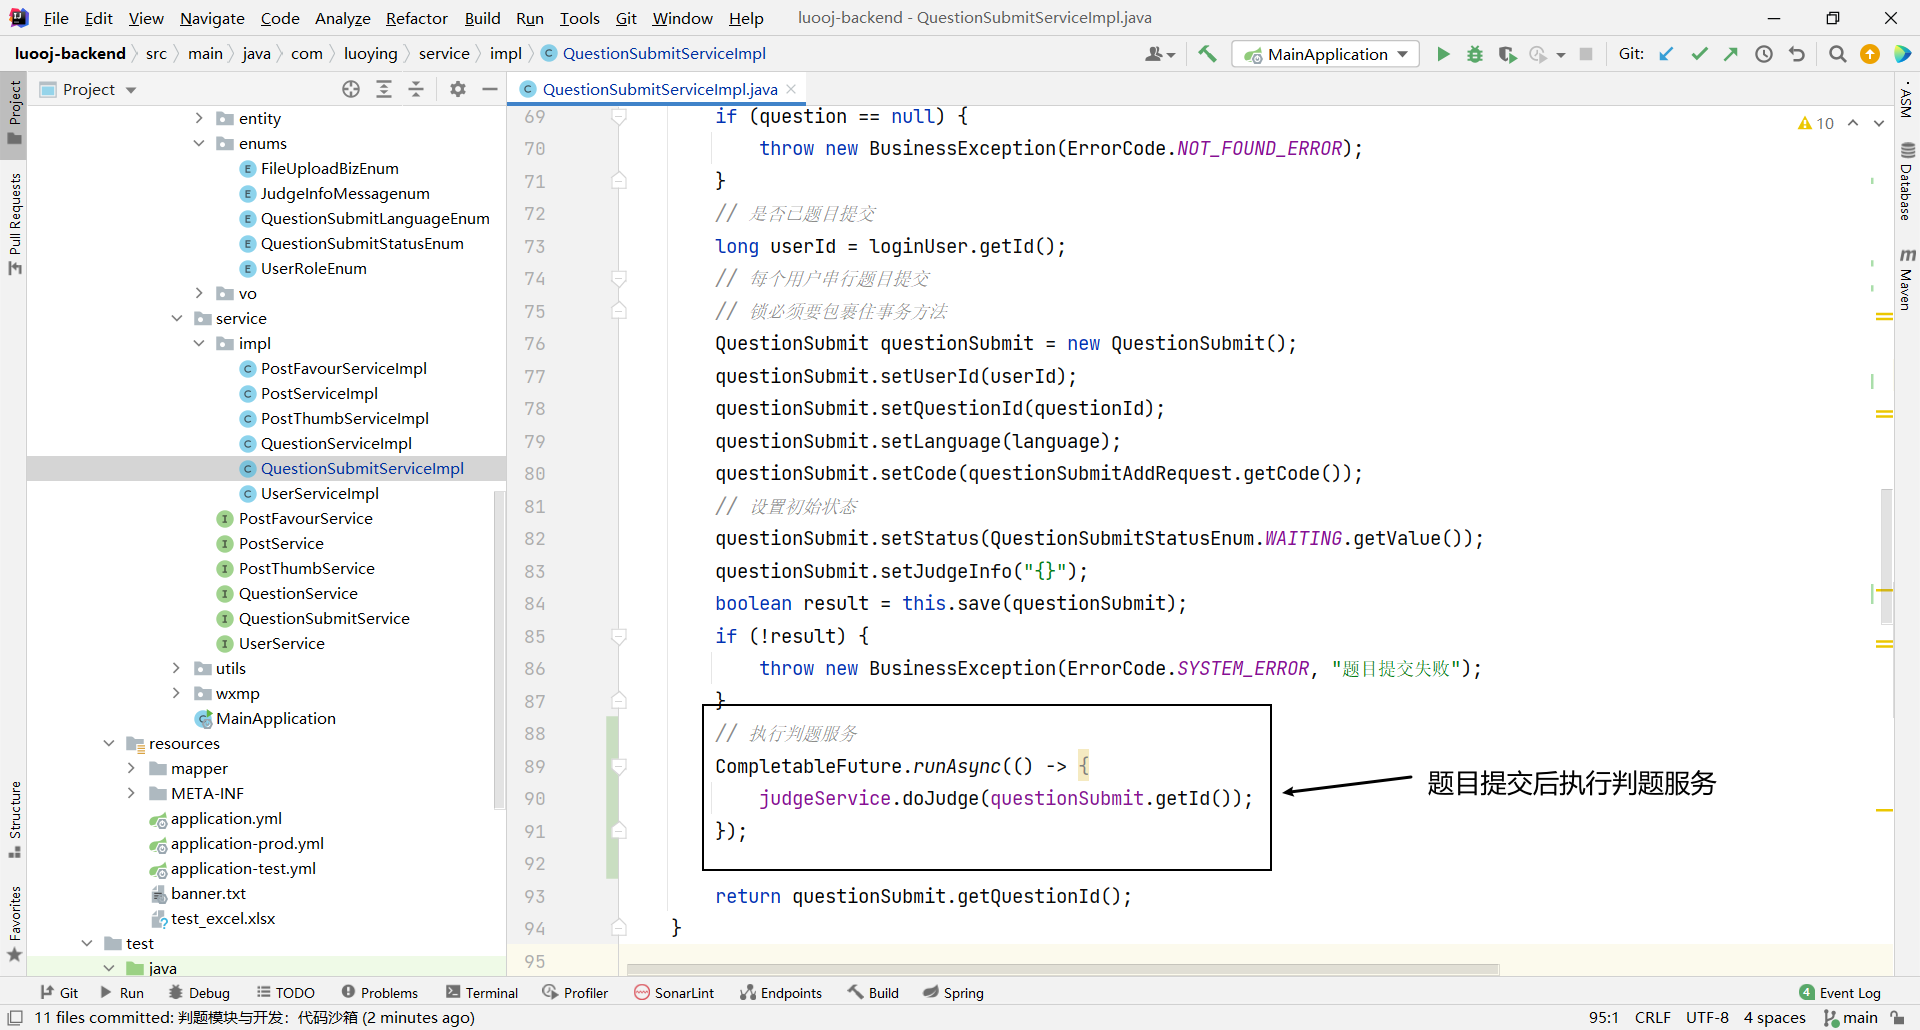 File Edit View Navigate Code Analyze Refactor Build Run Tools Git Window Help luooj-backend - QuestionSubmitServiceImpl.java
luooj-backend src main java com luoying service impl QuestionSubmitServiceImpl MainApplication Git:
Project QuestionSubmitServiceImpl.java
Project
Pull Requests
Structure
Favorites
entity
enums
FileUploadBizEnum
JudgeInfoMessagenum
QuestionSubmitLanguageEnum
QuestionSubmitStatusEnum
UserRoleEnum
vo
service
impl
PostFavourServiceImpl
PostServiceImpl
PostThumbServiceImpl
QuestionServiceImpl
QuestionSubmitServiceImpl
UserServiceImpl
PostFavourService
PostService
PostThumbService
QuestionService
QuestionSubmitService
UserService
utils
wxmp
MainApplication
resources
mapper
META-INF
application.yml
application-prod.yml
application-test.yml
banner.txt
test_excel.xlsx
test
java
69 if (question == null) {
70 throw new BusinessException(ErrorCode.NOT_FOUND_ERROR);
71 }
72 // 是否已题目提交
73 long userId = loginUser.getId();
74 // 每个用户串行题目提交
75 // 锁必须要包裹住事务方法
76 QuestionSubmit questionSubmit = new QuestionSubmit();
77 questionSubmit.setUserId(userId);
78 questionSubmit.setQuestionId(questionId);
79 questionSubmit.setLanguage(language);
80 questionSubmit.setCode(questionSubmitAddRequest.getCode());
81 // 设置初始状态
82 questionSubmit.setStatus(QuestionSubmitStatusEnum.WAITING.getValue());
83 questionSubmit.setJudgeInfo("{}");
84 boolean result = this.save(questionSubmit);
85 if (!result) {
86 throw new BusinessException(ErrorCode.SYSTEM_ERROR, "题目提交失败");
87 }
88 // 执行判题服务
89 CompletableFuture.runAsync(() -> {
90 judgeService.doJudge(questionSubmit.getId());
91 });
92
93 return questionSubmit.getQuestionId();
94 }
95
题目提交后执行判题服务
10
ASM
Database
m Maven
Git Run Debug TODO Problems Terminal Profiler SonarLint Endpoints Build Spring 4 Event Log
11 files committed: 判题模块与开发：代码沙箱 (2 minutes ago) 95:1 CRLF UTF-8 4 spaces main